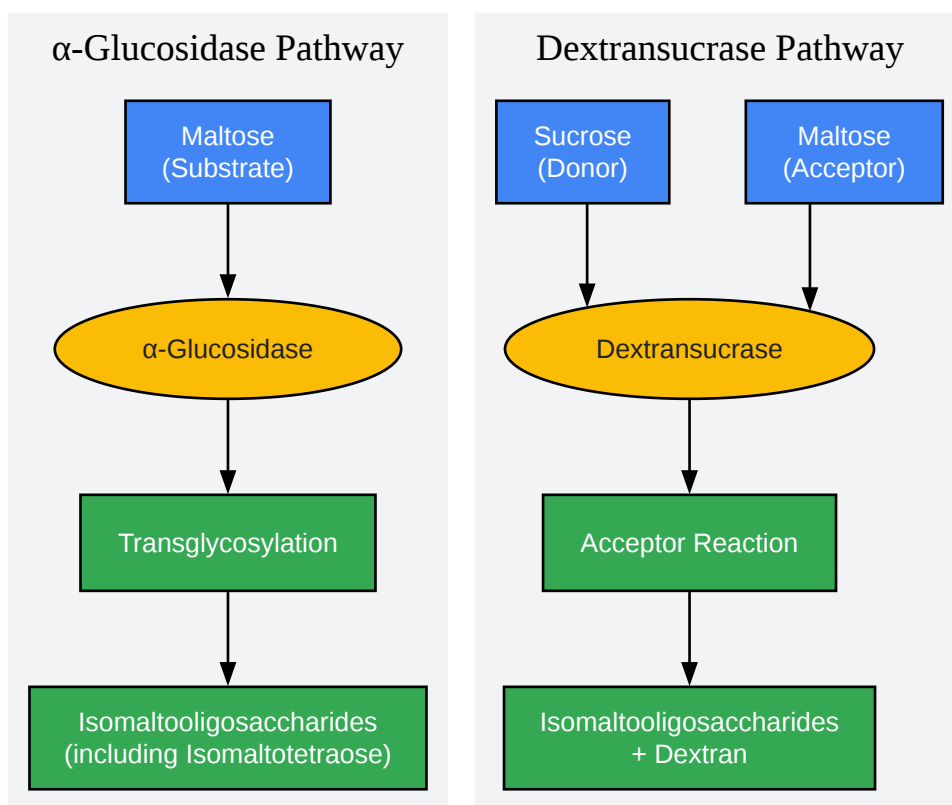 α-Glucosidase Pathway
Maltose
(Substrate)
α-Glucosidase
Transglycosylation
Isomaltooligosaccharides
(including Isomaltotetraose)
Dextransucrase Pathway
Sucrose
(Donor)
Maltose
(Acceptor)
Dextransucrase
Acceptor Reaction
Isomaltooligosaccharides
+ Dextran